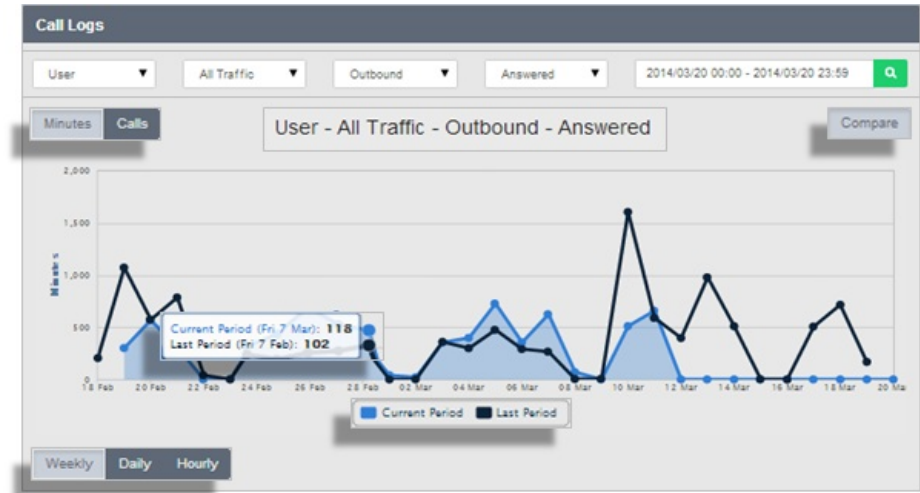 Call Logs
User All Traffic Outbound Answered 2014/03/20 00:00 - 2014/03/20 23:59
Minutes Calls User - All Traffic - Outbound - Answered Compare
2,000
1,500
1,000
500
0
Minutes
Current Period (Fri 7 Mar): 118
Last Period (Fri 7 Feb): 102
18 Feb 20 Feb 22 Feb 24 Feb 26 Feb 28 Feb 02 Mar 04 Mar 06 Mar 08 Mar 10 Mar 12 Mar 14 Mar 16 Mar 18 Mar 20 Ma
Current Period Last Period
Weekly Daily Hourly